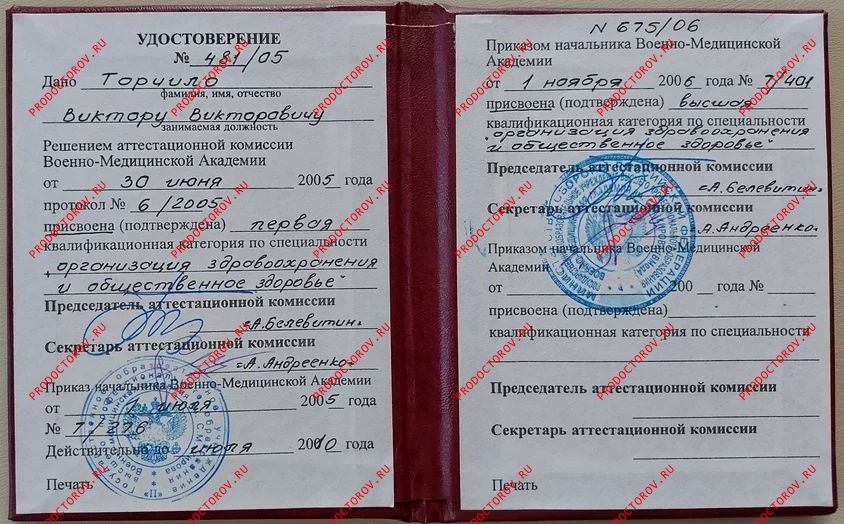 УДОСТОВЕРЕНИЕ
№ 491/05
Дано Торчило
фамилия, имя, отчество
Виктору Викторовичу
занимаемая должность
Решением аттестационной комиссии
Военно-Медицинской Академии
от 30 июня 2005 года
протокол № 6/2005
присвоена (подтверждена) первая
квалификационная категория по специальности
„организация здравоохранения
и общественное здоровье"
Председатель аттестационной комиссии
«А.Белевитин»
Секретарь аттестационной комиссии
«А.Андреенко»
Приказ начальника Военно-Медицинской Академии
от 1 июля 2005 года
№ 7/276
Действительно до июля 2010 года
Печать
N 675/06
Приказом начальника Военно-Медицинской
Академии
от 1 ноября 2006 года № 7/401
присвоена (подтверждена) высшая
квалификационная категория по специальности
„организация здравоохранения
и общественное здоровье"
Председатель аттестационной комиссии
«А.Белевитин»
Секретарь аттестационной комиссии
«А.Андреенко»
Приказом начальника Военно-Медицинской
Академий
от 200 года №
присвоена (подтверждена)
квалификационная категория по специальности
Председатель аттестационной комиссии
Секретарь аттестационной комиссии
Печать
PRODOCTOROV.RU